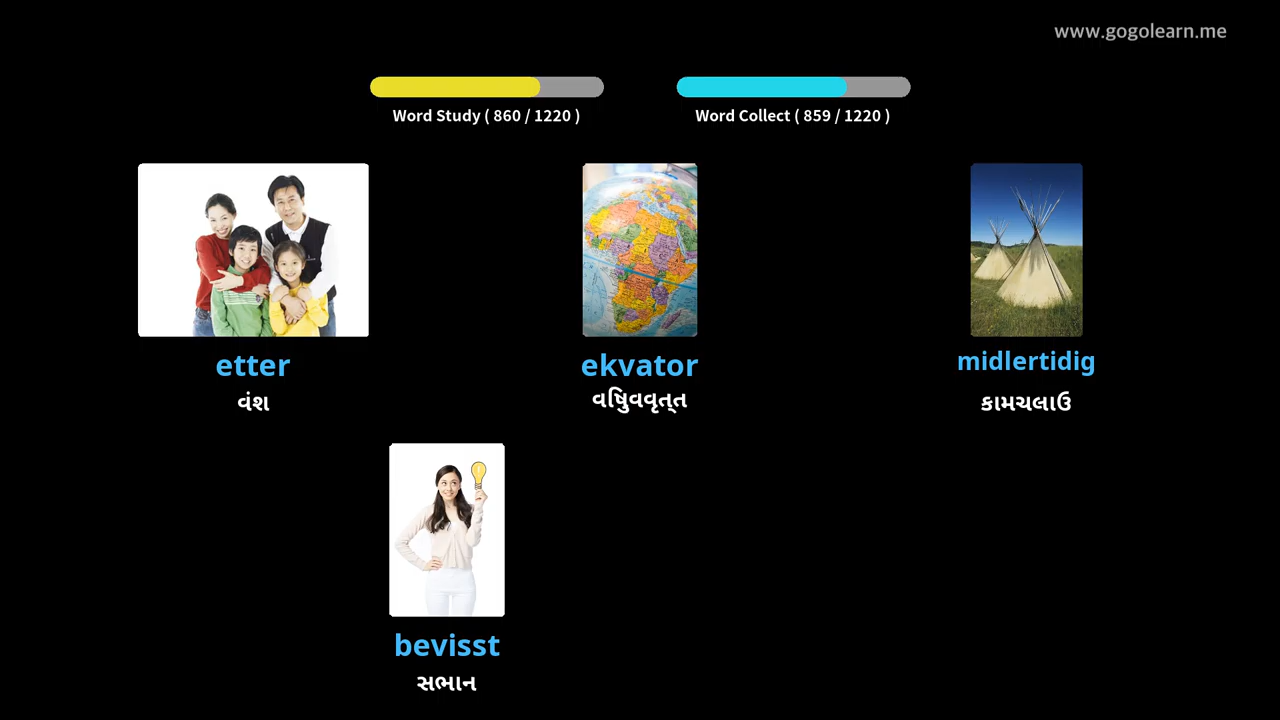 www.gogolearn.me
Word Study ( 860 / 1220 )
Word Collect ( 859 / 1220 )
etter
ekvator
midlertidig
વંશ
વિષુવવૃત્ત
કામચલાઉ
bevisst
સભાન